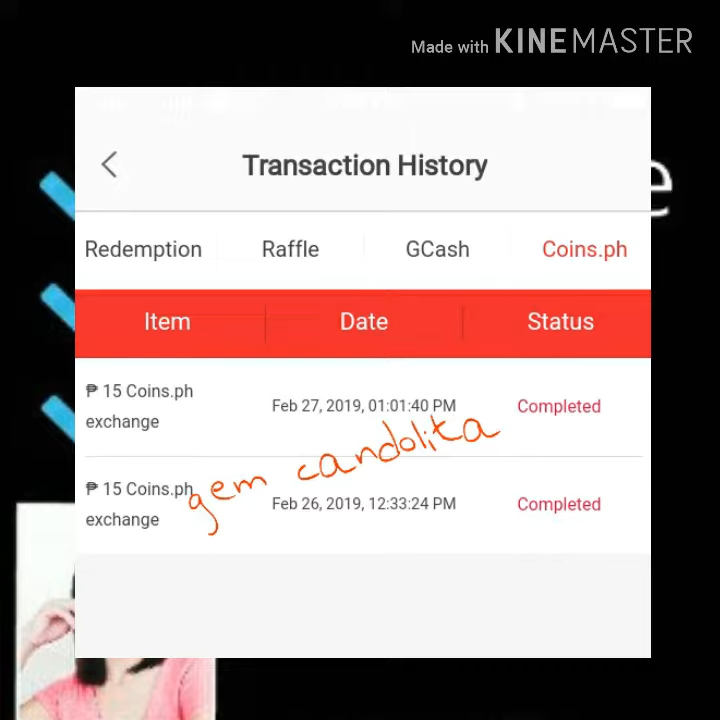 Made with KINEMASTER
e
Transaction History
Redemption Raffle GCash Coins.ph
Item Date Status
₱ 15 Coins.ph
exchange
Feb 27, 2019, 01:01:40 PM Completed
gem candolita
₱ 15 Coins.ph
exchange
Feb 26, 2019, 12:33:24 PM Completed